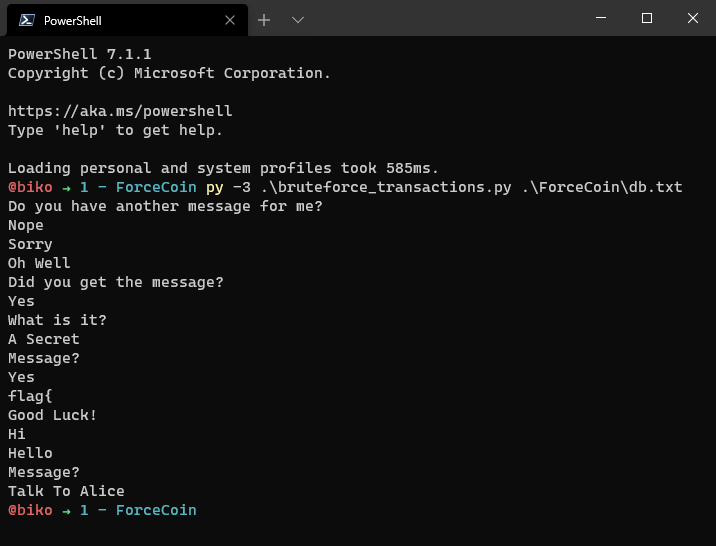 PowerShell
PowerShell 7.1.1
Copyright (c) Microsoft Corporation.
https://aka.ms/powershell
Type 'help' to get help.
Loading personal and system profiles took 585ms.
@biko → 1 - ForceCoin py -3 .\bruteforce_transactions.py .\ForceCoin\db.txt
Do you have another message for me?
Nope
Sorry
Oh Well
Did you get the message?
Yes
What is it?
A Secret
Message?
Yes
flag{
Good Luck!
Hi
Hello
Message?
Talk To Alice
@biko → 1 - ForceCoin